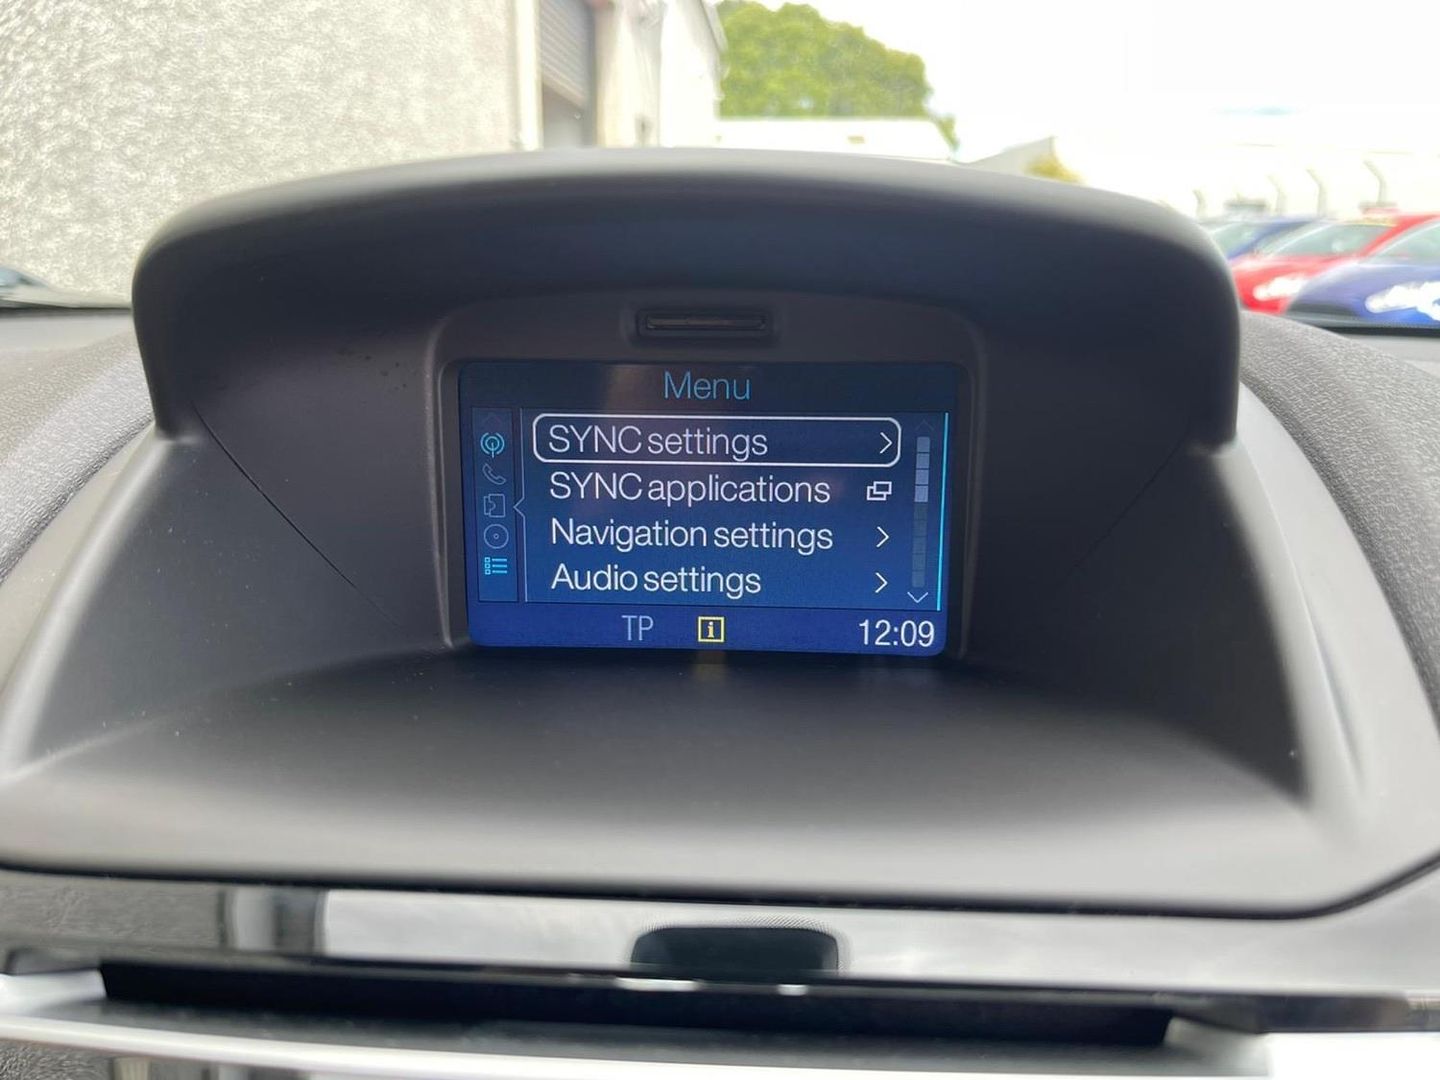 Menu
SYNC settings
SYNC applications
Navigation settings
Audio settings
TP i 12:09